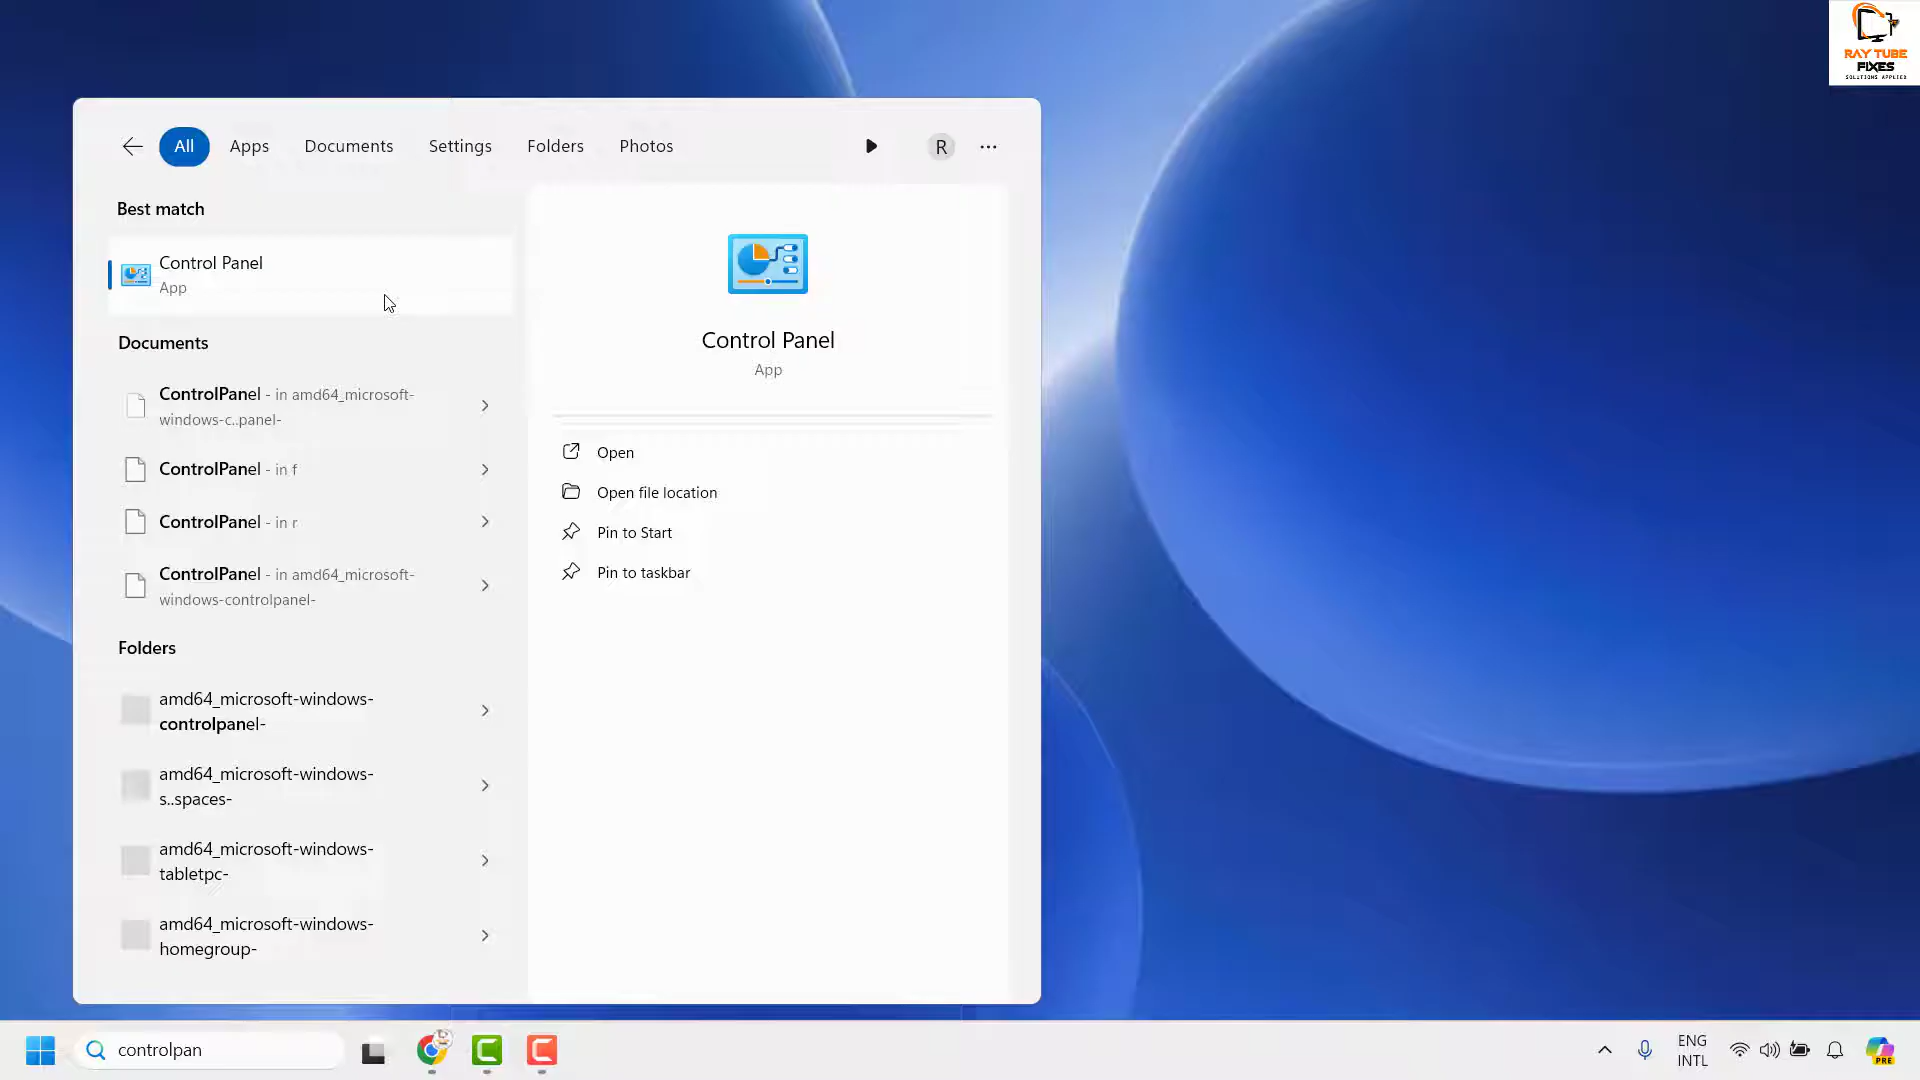 RAY TUBE
FIXES
SOLUTIONS APPLIED
All
Apps
Documents
Settings
Folders
Photos
R
Best match
Control Panel
App
Documents
ControlPanel - in amd64_microsoft-
windows-c..panel-
ControlPanel - in f
ControlPanel - in r
ControlPanel - in amd64_microsoft-
windows-controlpanel-
Folders
amd64_microsoft-windows-
controlpanel-
amd64_microsoft-windows-
s..spaces-
amd64_microsoft-windows-
tabletpc-
amd64_microsoft-windows-
homegroup-
Control Panel
App
Open
Open file location
Pin to Start
Pin to taskbar
controlpan
ENG
INTL
PRE